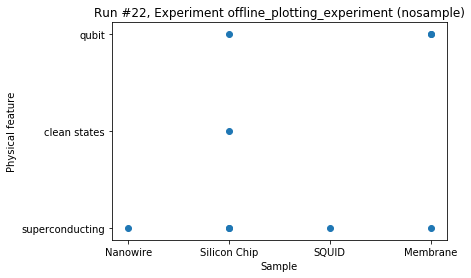 Run #22, Experiment offline_plotting_experiment (nosample)
qubit
clean states
superconducting
Physical feature
Nanowire Silicon Chip SQUID Membrane
Sample